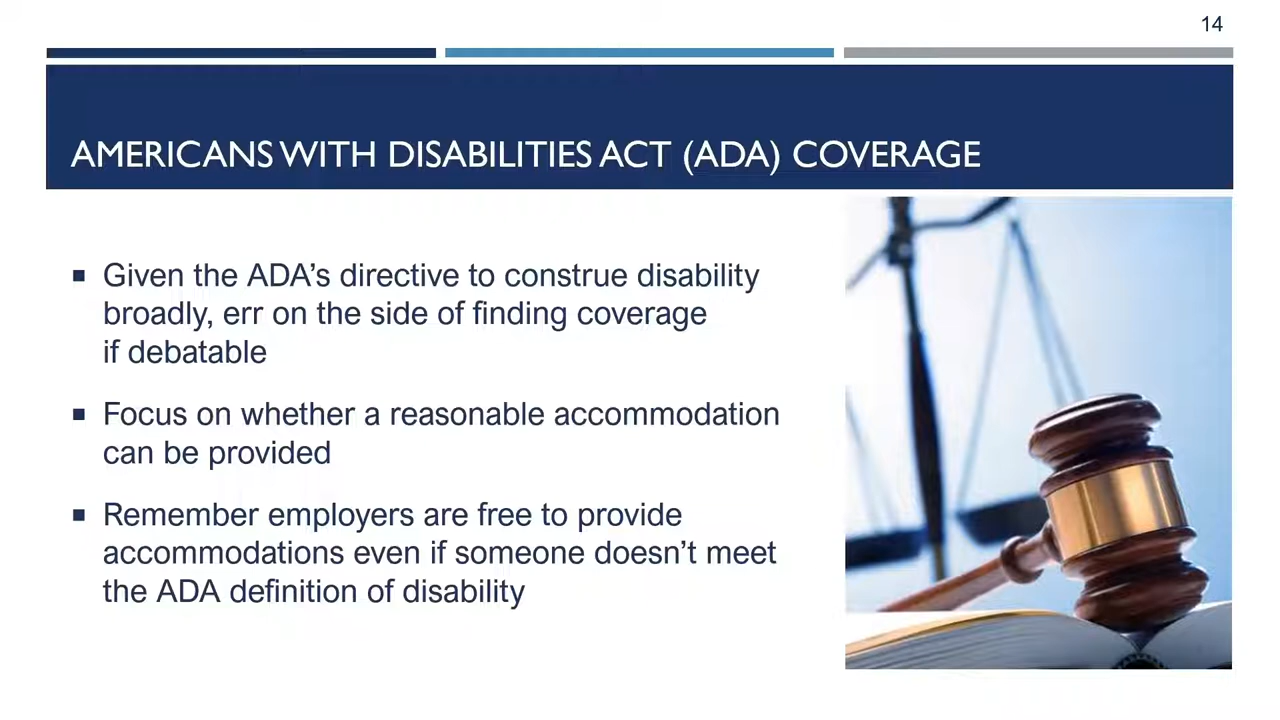 14
AMERICANS WITH DISABILITIES ACT (ADA) COVERAGE
▪ Given the ADA’s directive to construe disability
broadly, err on the side of finding coverage
if debatable
▪ Focus on whether a reasonable accommodation
can be provided
▪ Remember employers are free to provide
accommodations even if someone doesn’t meet
the ADA definition of disability